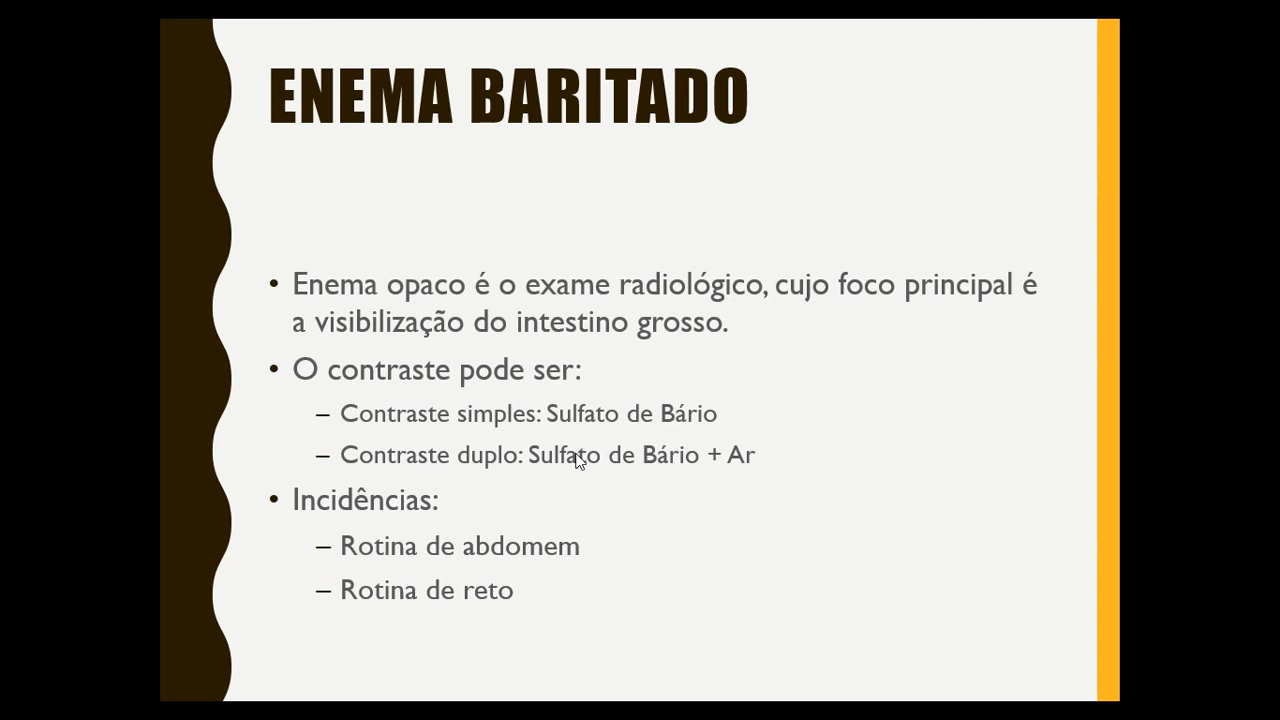 ENEMA BARITADO
• Enema opaco é o exame radiológico, cujo foco principal é
a visibilização do intestino grosso.
• O contraste pode ser:
– Contraste simples: Sulfato de Bário
– Contraste duplo: Sulfato de Bário + Ar
• Incidências:
– Rotina de abdomem
– Rotina de reto